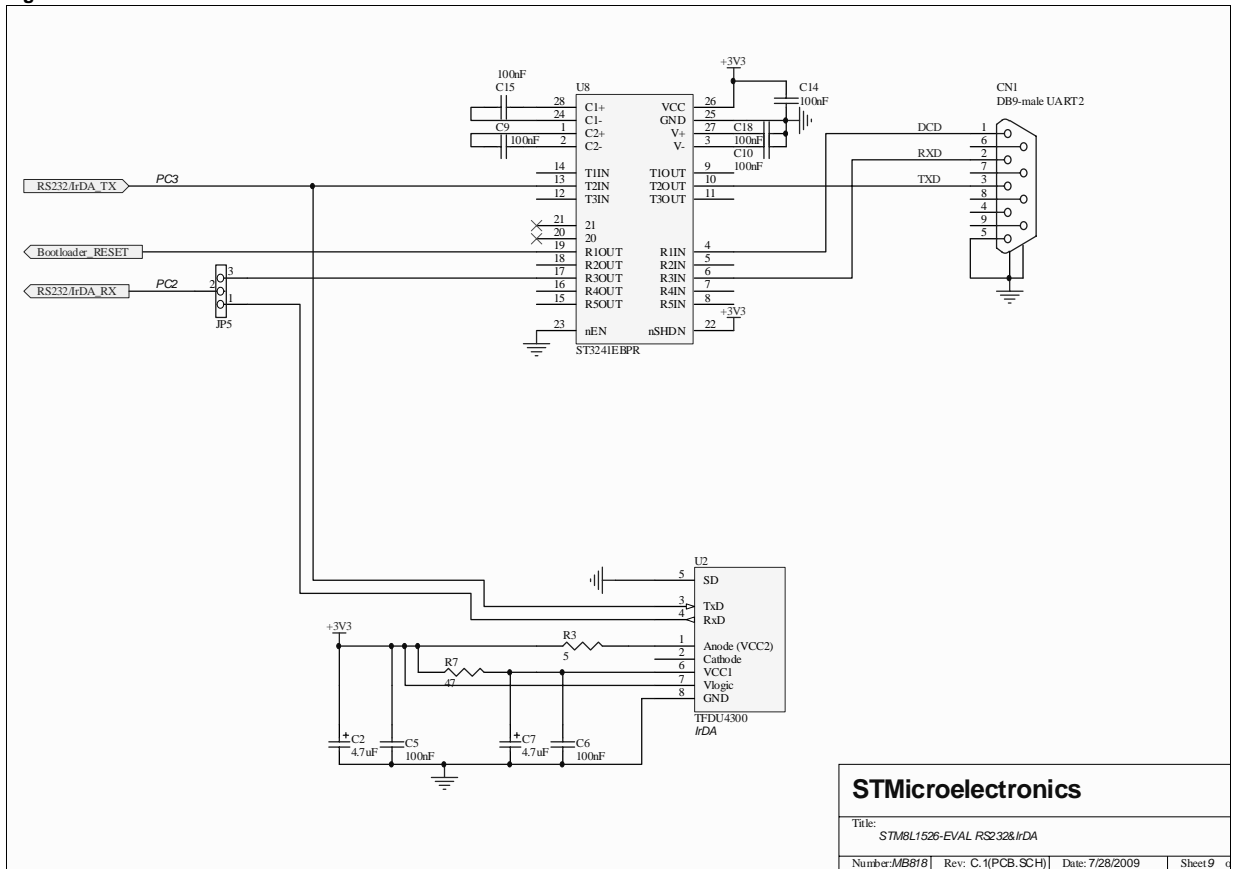 +3V3
100nF
C15
U8
C14
100nF
CN1
DB9-male UART2
28
C1+
VCC
26
24
C1-
GND
25
1
C2+
V+
27
C18
DCD
1
C9
100nF
2
C2-
V-
3
100nF
C10
100nF
6
RXD
2
7
14
T1IN
T1OUT
9
RS232/IrDA_TX
PC3
13
T2IN
T2OUT
10
TXD
3
12
T3IN
T3OUT
11
8
4
21
21
9
20
20
5
Bootloader_RESET
19
R1OUT
R1IN
4
18
R2OUT
R2IN
5
3
17
R3OUT
R3IN
6
RS232/IrDA_RX
PC2
2
16
R4OUT
R4IN
7
1
15
R5OUT
R5IN
8
JP5
+3V3
23
nEN
nSHDN
22
ST3241EBPR
U2
5
SD
3
TxD
4
RxD
+3V3
R3
5
1
Anode (VCC2)
2
Cathode
R7
47
6
VCC1
7
Vlogic
8
GND
TFDU4300
IrDA
+
C2
4.7uF
C5
100nF
+
C7
4.7uF
C6
100nF
STMicroelectronics
Title:
STM8L1526-EVAL RS232&IrDA
Number:MB818
Rev: C.1(PCB.SCH)
Date: 7/28/2009
Sheet 9